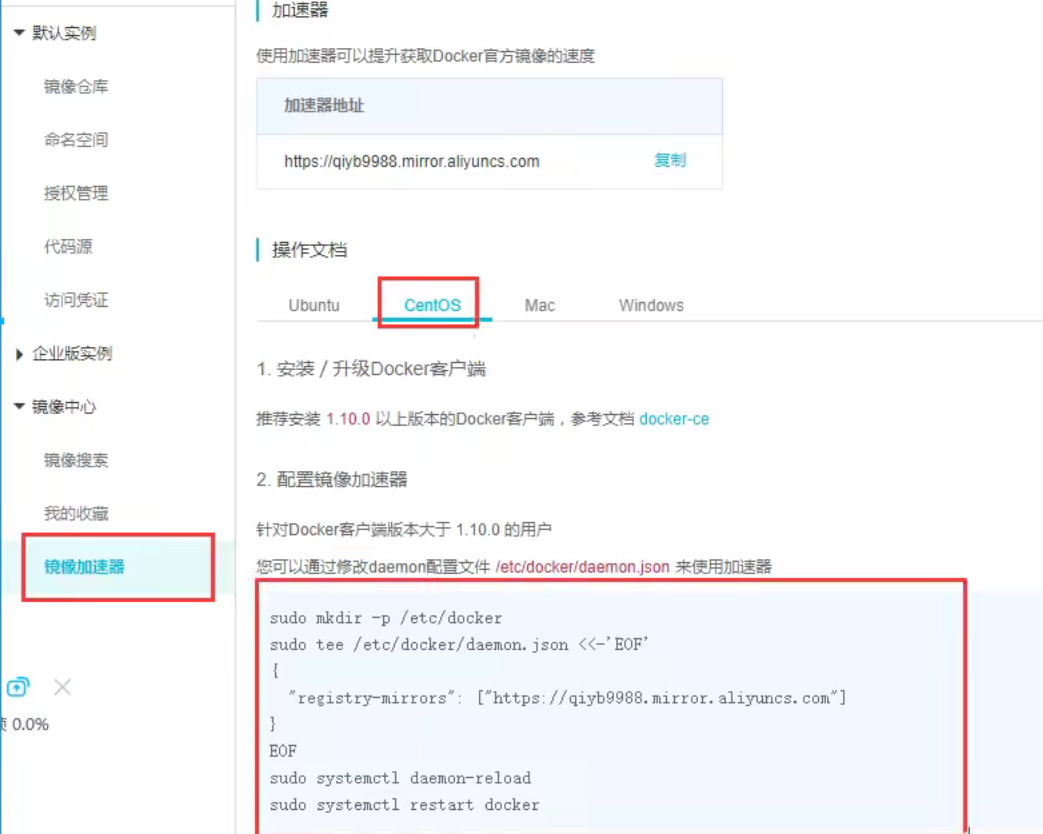 默认实例
镜像仓库
命名空间
授权管理
代码源
访问凭证
企业版实例
镜像中心
镜像搜索
我的收藏
镜像加速器
0.0%
加速器
使用加速器可以提升获取Docker官方镜像的速度
加速器地址
https://qiyb9988.mirror.aliyuncs.com 复制
操作文档
Ubuntu CentOS Mac Windows
1. 安装 / 升级Docker客户端
推荐安装 1.10.0 以上版本的Docker客户端，参考文档 docker-ce
2. 配置镜像加速器
针对Docker客户端版本大于 1.10.0 的用户
您可以通过修改daemon配置文件 /etc/docker/daemon.json 来使用加速器
sudo mkdir -p /etc/docker
sudo tee /etc/docker/daemon.json <<-'EOF'
{
  "registry-mirrors": ["https://qiyb9988.mirror.aliyuncs.com"]
}
EOF
sudo systemctl daemon-reload
sudo systemctl restart docker